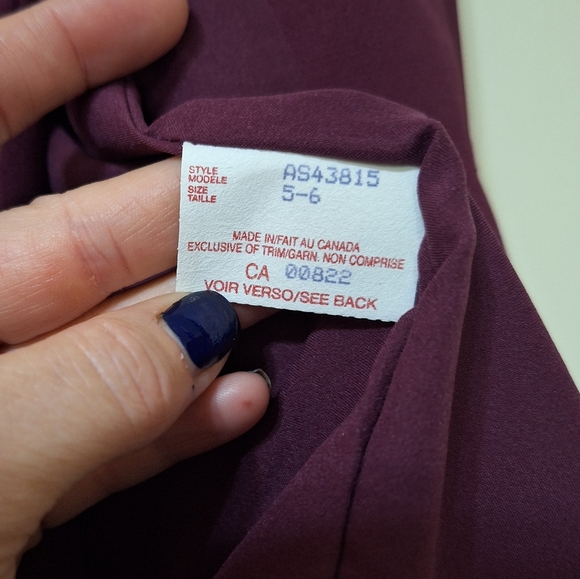 STYLE
MODÈLE AS43815
SIZE
TAILLE 5-6
MADE IN/FAIT AU CANADA
EXCLUSIVE OF TRIM/GARN. NON COMPRISE
CA 00822
VOIR VERSO/SEE BACK